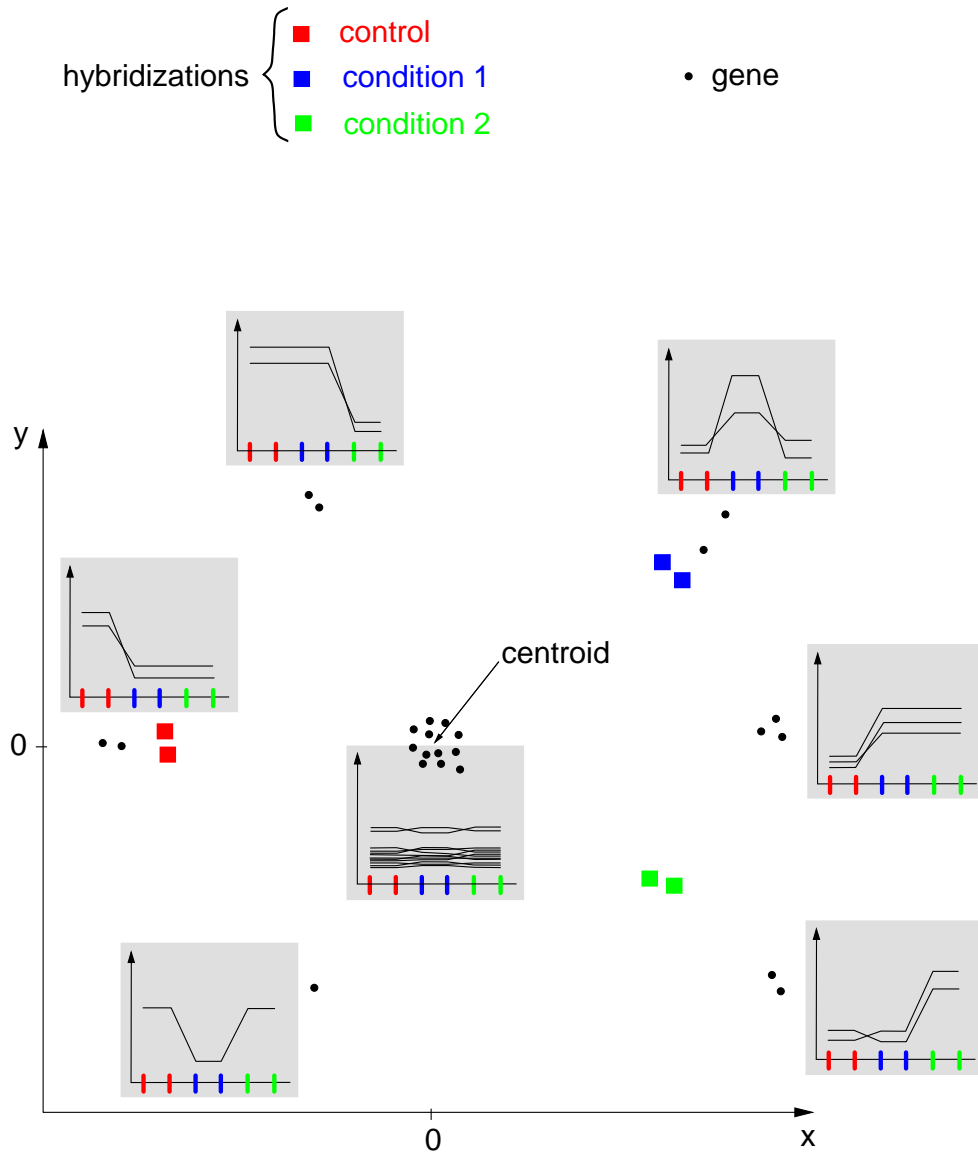 control
hybridizations
condition 1
condition 2
gene
y
centroid
0
0
x